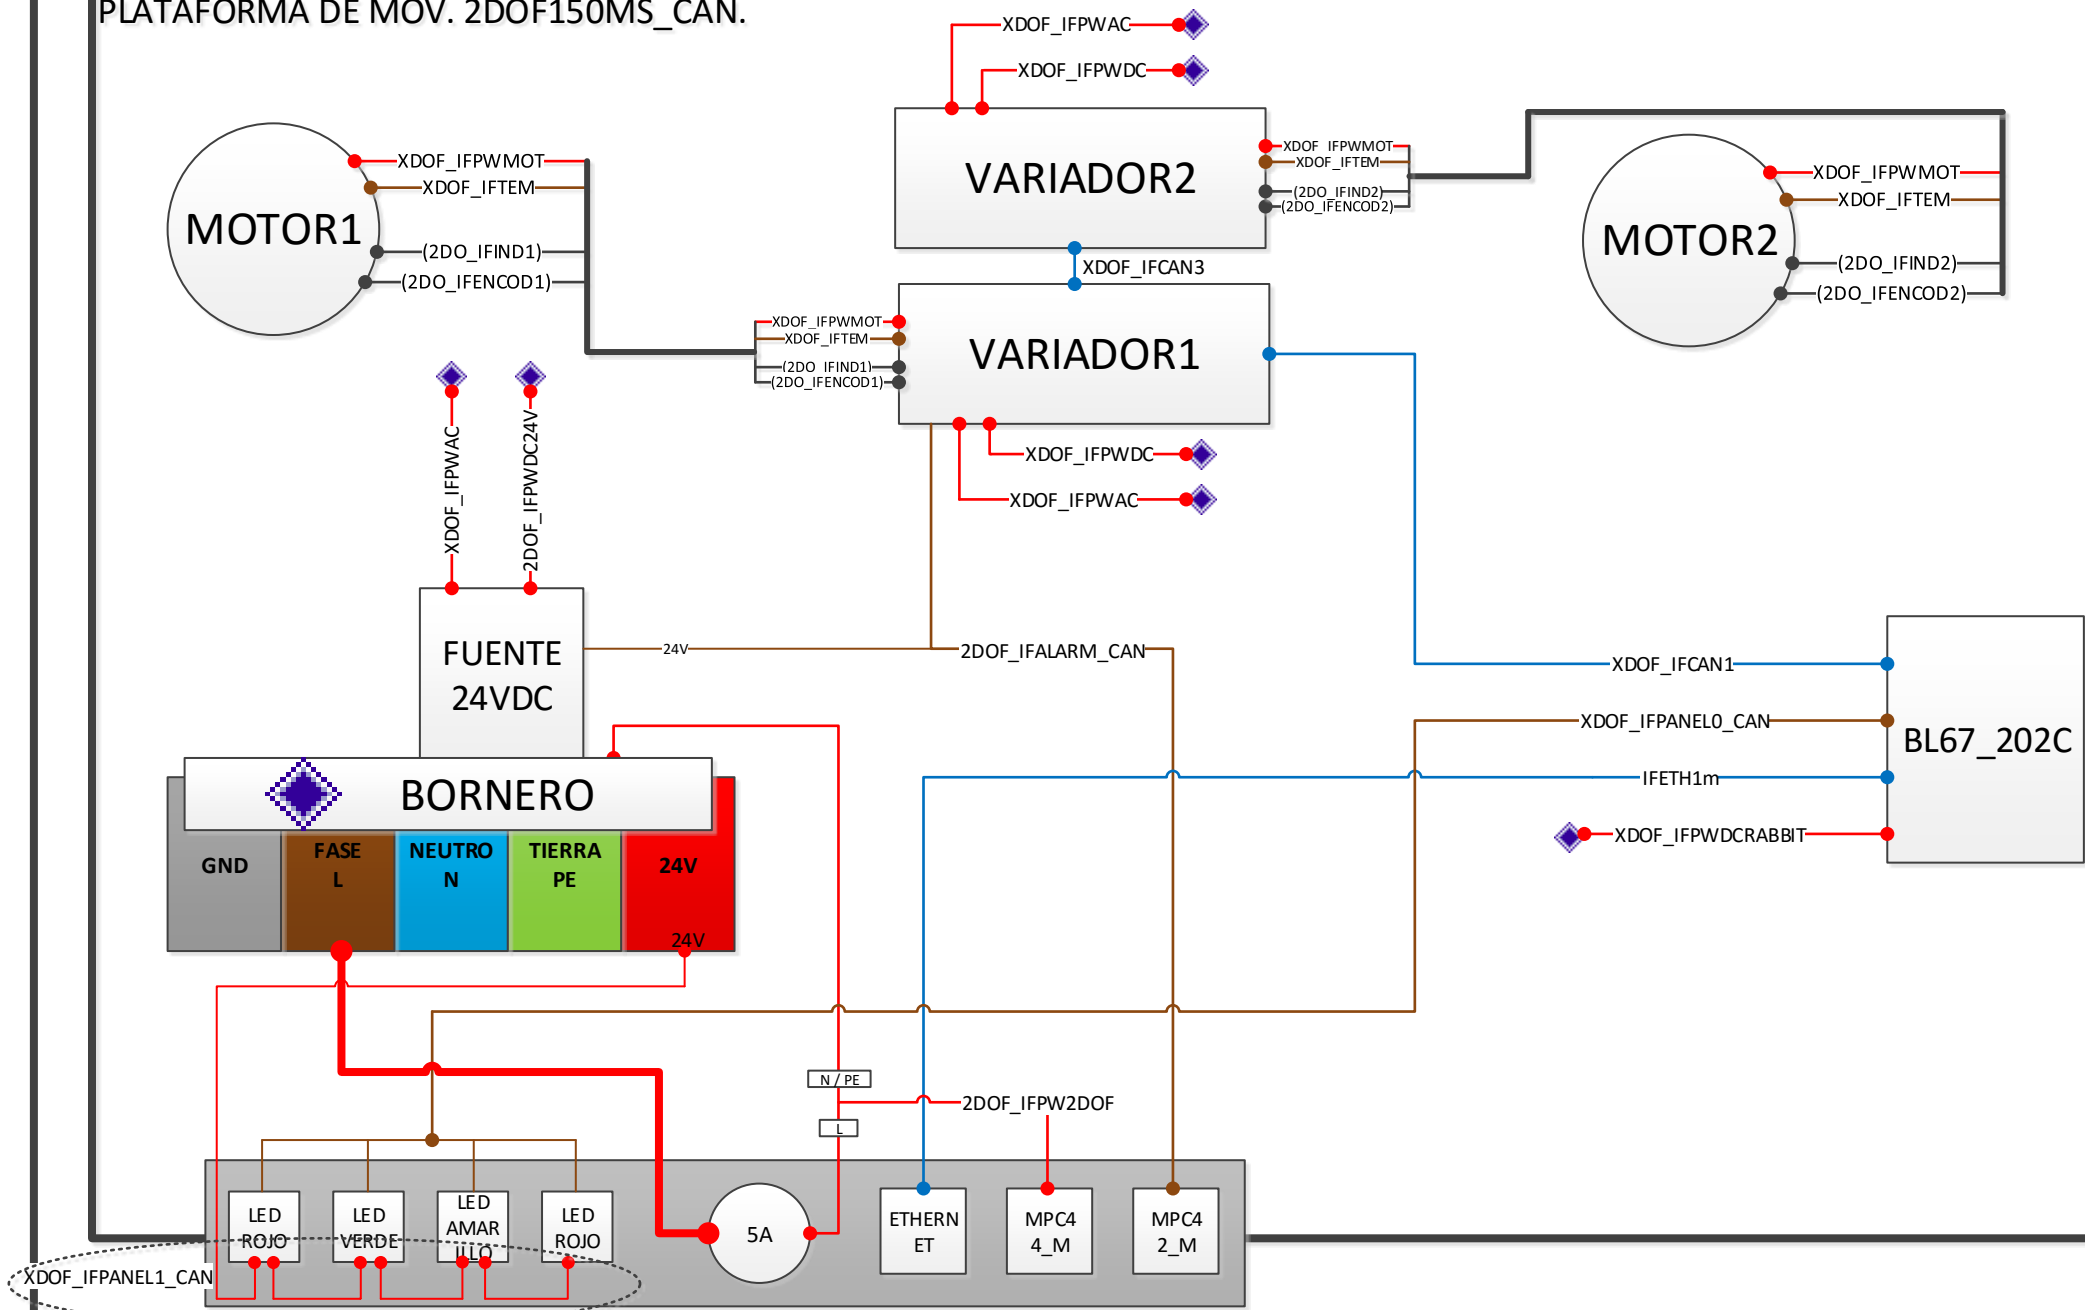 PLATAFORMA DE MOV. 2DOF150MS_CAN.
XDOF_IFPWAC
XDOF_IFPWDC
MOTOR1
XDOF_IFPWMOT
XDOF_IFTEM
(2DO_IFIND1)
(2DO_IFENCOD1)
VARIADOR2
XDOF_IFPWMOT
XDOF_IFTEM
(2DO_IFIND2)
(2DO_IFENCOD2)
MOTOR2
XDOF_IFPWMOT
XDOF_IFTEM
(2DO_IFIND2)
(2DO_IFENCOD2)
XDOF_IFCAN3
XDOF_IFPWMOT
XDOF_IFTEM
(2DO_IFIND1)
(2DO_IFENCOD1)
VARIADOR1
XDOF_IFPWDC
XDOF_IFPWAC
XDOF_IFPWAC
2DOF_IFPWDC24V
FUENTE
24VDC
24V
2DOF_IFALARM_CAN
XDOF_IFCAN1
XDOF_IFPANEL0_CAN
IFETH1m
XDOF_IFPWDCRABBIT
BL67_202C
BORNERO
GND
FASE
L
NEUTRO
N
TIERRA
PE
24V
24V
N / PE
L
2DOF_IFPW2DOF
LED
ROJO
LED
VERDE
LED
AMAR
ILLO
LED
ROJO
5A
ETHERN
ET
MPC4
4_M
MPC4
2_M
XDOF_IFPANEL1_CAN